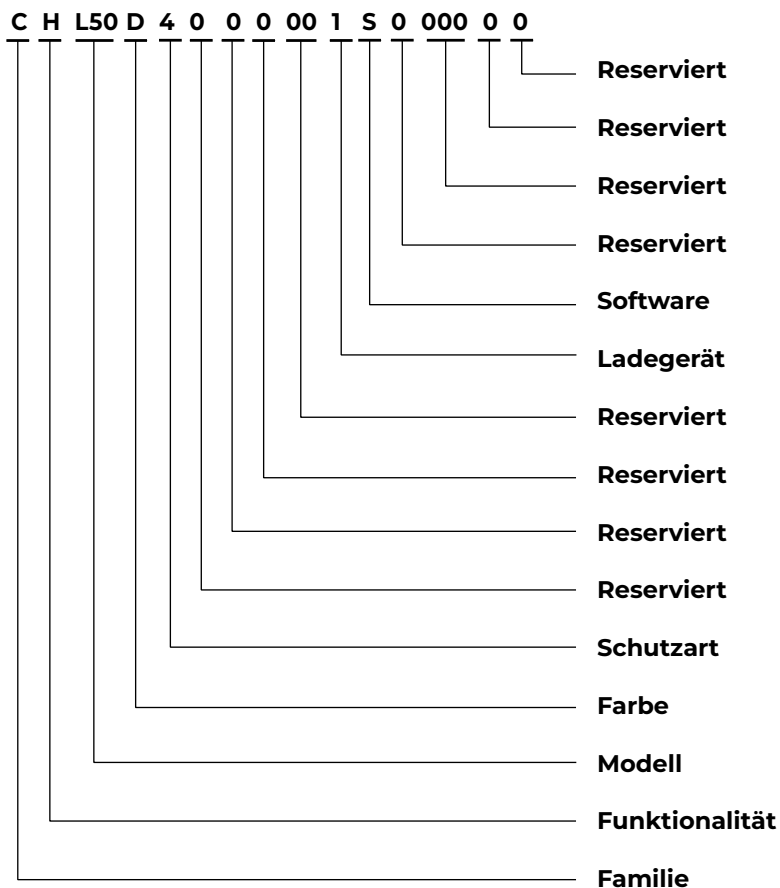 C H L50 D 4 0 0 0 00 1 S 0 000 0 0
Reserviert
Reserviert
Reserviert
Reserviert
Software
Ladegerät
Reserviert
Reserviert
Reserviert
Reserviert
Schutzart
Farbe
Modell
Funktionalität
Familie